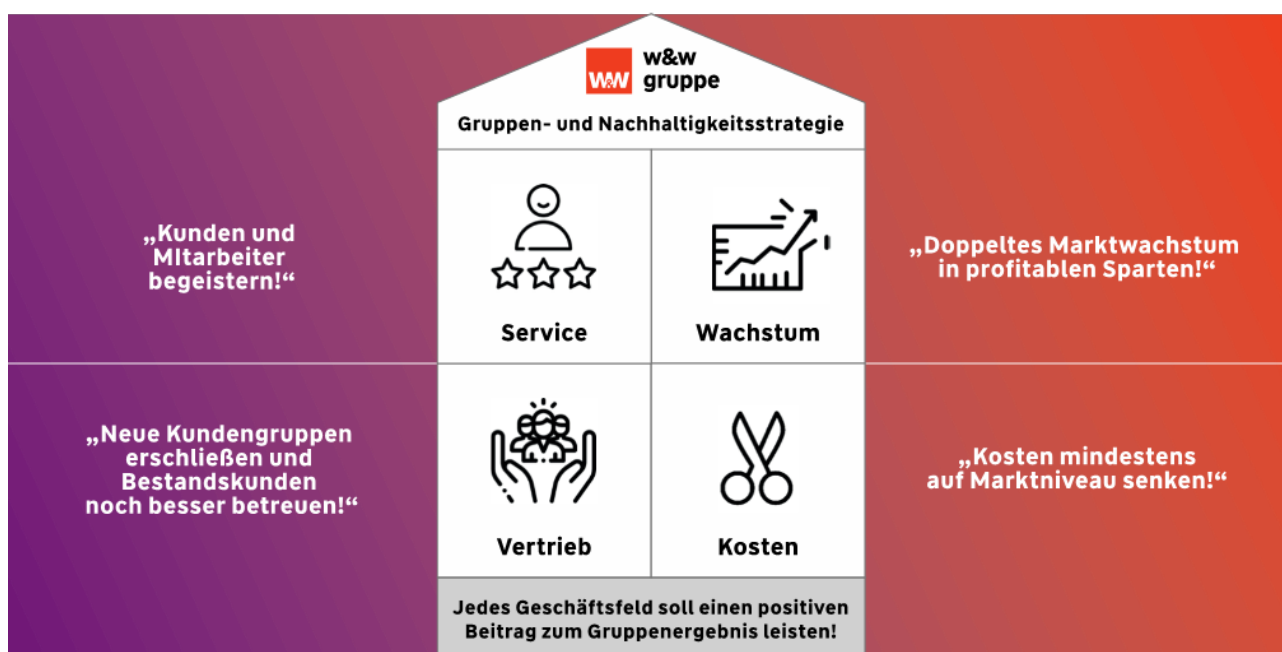 W&W
w&w
gruppe
Gruppen- und Nachhaltigkeitsstrategie
„Kunden und
MItarbeiter
begeistern!“
Service
Wachstum
„Doppeltes Marktwachstum
in profitablen Sparten!“
„Neue Kundengruppen
erschließen und
Bestandskunden
noch besser betreuen!“
Vertrieb
Kosten
„Kosten mindestens
auf Marktniveau senken!“
Jedes Geschäftsfeld soll einen positiven
Beitrag zum Gruppenergebnis leisten!